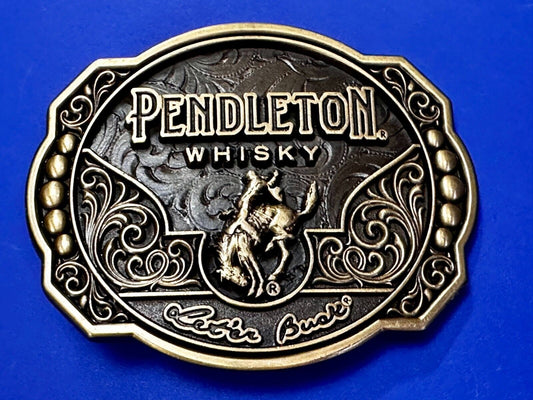 PENDLETON®
WHISKY
®
Let'er Buck®